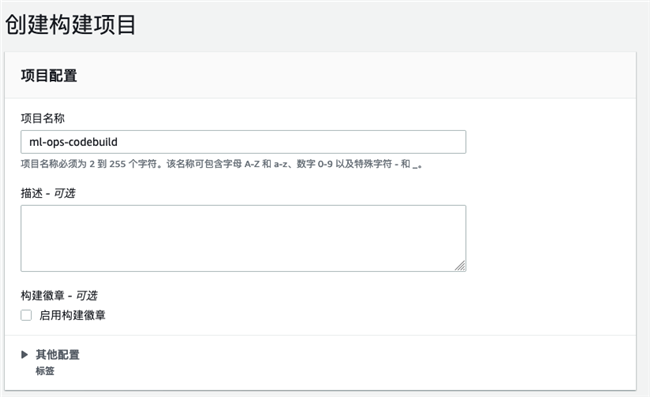 创建构建项目
项目配置
项目名称
ml-ops-codebuild
项目名称必须为 2 到 255 个字符。该名称可包含字母 A-Z 和 a-z、数字 0-9 以及特殊字符 - 和 _。
描述 - 可选
构建徽章 - 可选
启用构建徽章
其他配置
标签